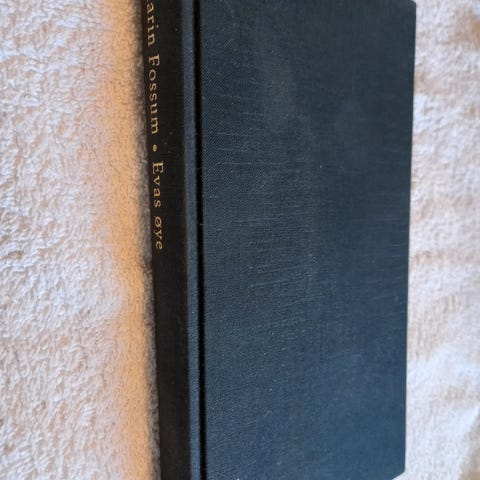 arin Fossum • Evas øye